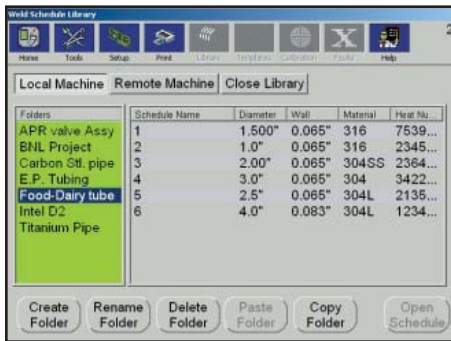 Weld Schedule Library
2
Home Tools Setup Print Library Templates Calibration Faults Help
Local Machine Remote Machine Close Library
Folders Schedule Name Diameter Wall Material Heat Nu...
APR valve Assy 1 1.500" 0.065" 316 7539...
BNL Project 2 1.0" 0.065" 316 2345...
Carbon Stl. pipe 3 2.00" 0.065" 304SS 2364...
E.P. Tubing 4 3.0" 0.065" 304 3422...
Food-Dairy tube 5 2.5" 0.065" 304L 2135...
Intel D2 6 4.0" 0.083" 304L 1234...
Titanium Pipe
Create Folder Rename Folder Delete Folder Paste Folder Copy Folder Open Schedule